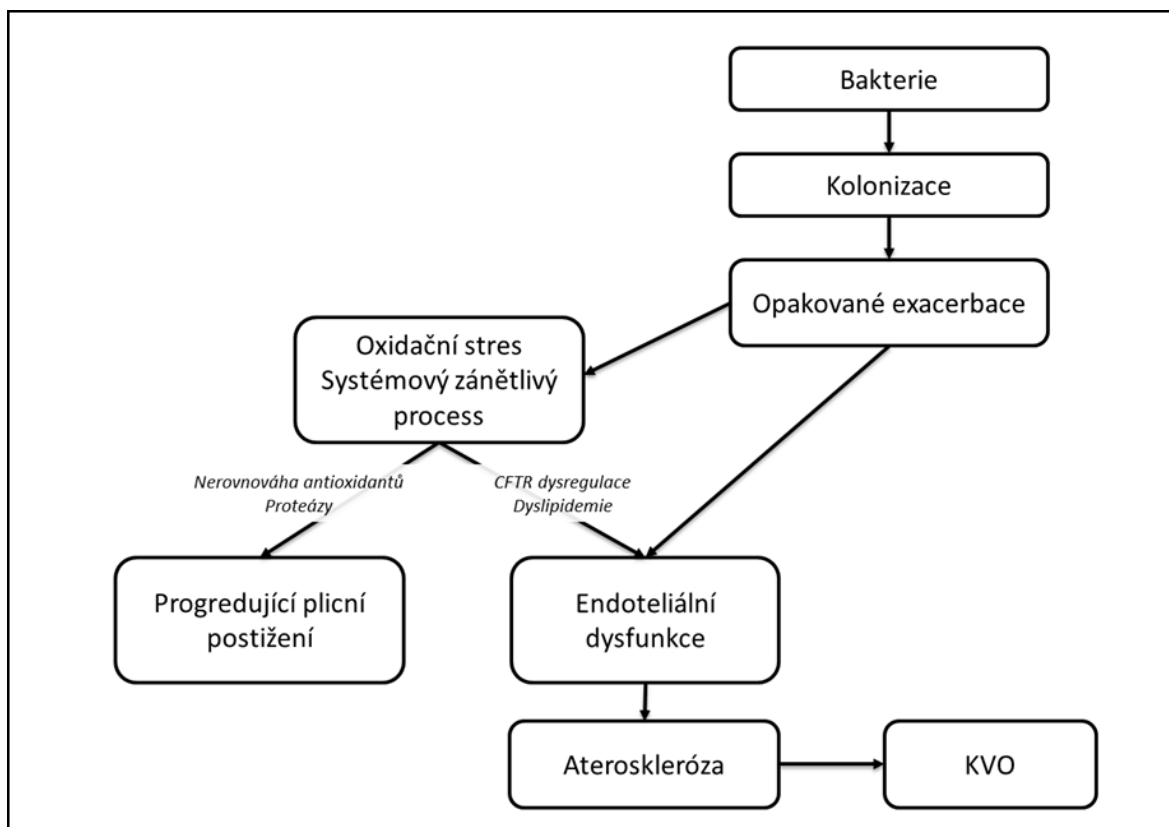 Bakterie
Kolonizace
Opakované exacerbace
Oxidační stres
Systémový zánětlivý
process
Nerovnováha antioxidantů
Proteázy
CFTR dysregulace
Dyslipidemie
Progredující plicní
postižení
Endoteliální
dysfunkce
Ateroskleróza
KVO